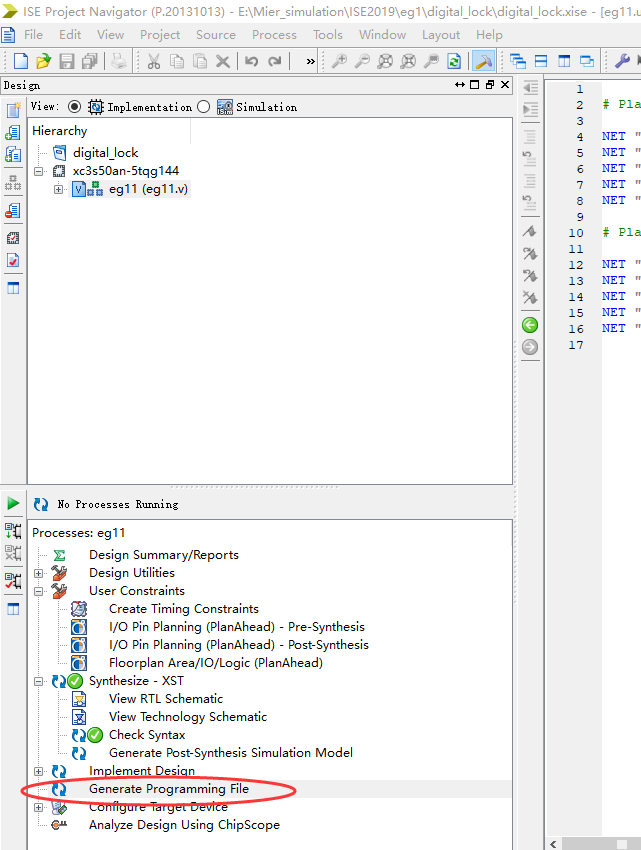 ISE Project Navigator (P.20131013) - E:\Mier_simulation\ISE2019\eg1\digital_lock\digital_lock.xise - [eg11.u
File Edit View Project Source Process Tools Window Layout Help
Design
View: Implementation Simulation
Hierarchy
digital_lock
xc3s50an-5tqg144
eg11 (eg11.v)
No Processes Running
Processes: eg11
Design Summary/Reports
Design Utilities
User Constraints
Create Timing Constraints
I/O Pin Planning (PlanAhead) - Pre-Synthesis
I/O Pin Planning (PlanAhead) - Post-Synthesis
Floorplan Area/IO/Logic (PlanAhead)
Synthesize - XST
View RTL Schematic
View Technology Schematic
Check Syntax
Generate Post-Synthesis Simulation Model
Implement Design
Generate Programming File
Configure Target Device
Analyze Design Using ChipScope
1
2 # Pla
3
4 NET "
5 NET "
6 NET "
7 NET "
8 NET "
9
10 # Pla
11
12 NET "
13 NET "
14 NET "
15 NET "
16 NET "
17